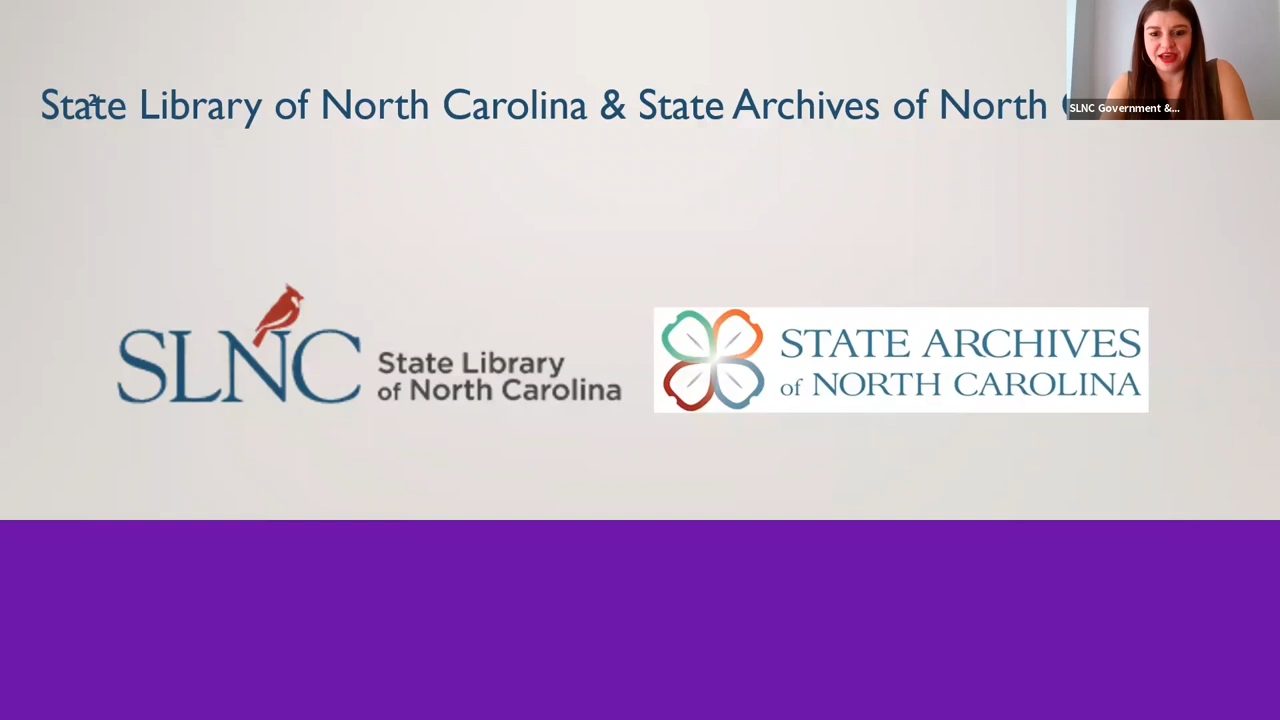 State Library of North Carolina & State Archives of North
2
SLNC Government &...
SLNC
State Library
of North Carolina
STATE ARCHIVES
of NORTH CAROLINA